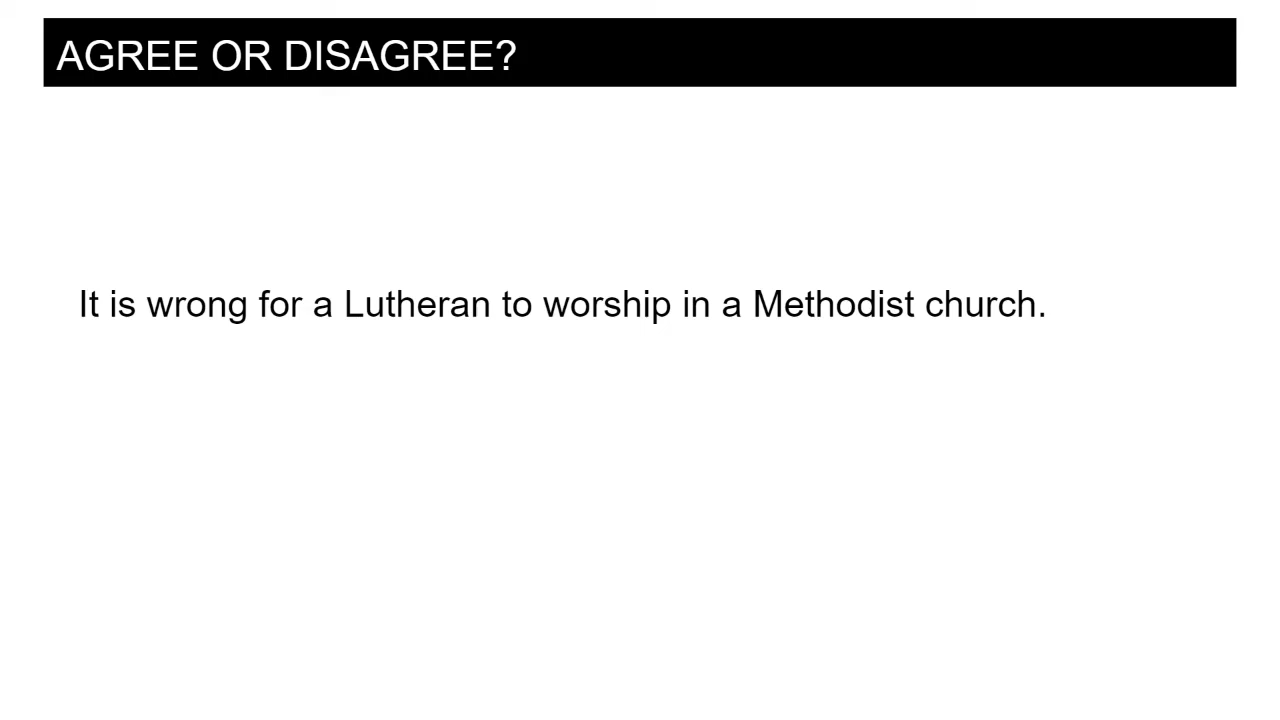 AGREE OR DISAGREE?
It is wrong for a Lutheran to worship in a Methodist church.